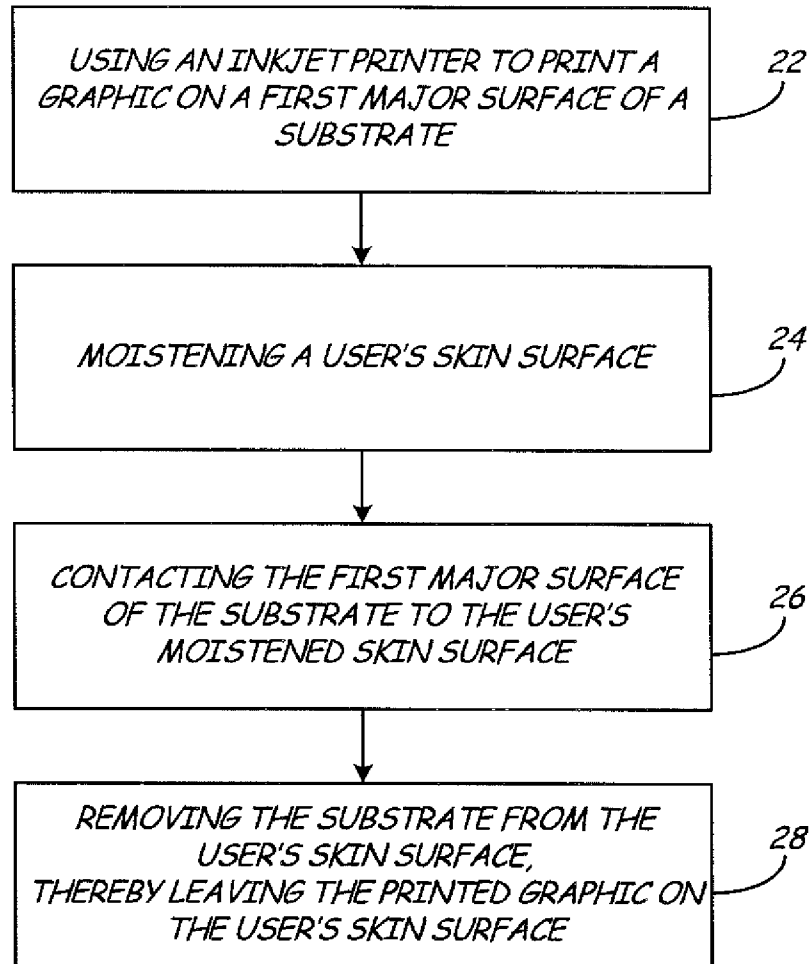 USING AN INKJET PRINTER TO PRINT A
GRAPHIC ON A FIRST MAJOR SURFACE OF A
SUBSTRATE
22
MOISTENING A USER'S SKIN SURFACE
24
CONTACTING THE FIRST MAJOR SURFACE
OF THE SUBSTRATE TO THE USER'S
MOISTENED SKIN SURFACE
26
REMOVING THE SUBSTRATE FROM THE
USER'S SKIN SURFACE,
THEREBY LEAVING THE PRINTED GRAPHIC ON
THE USER'S SKIN SURFACE
28